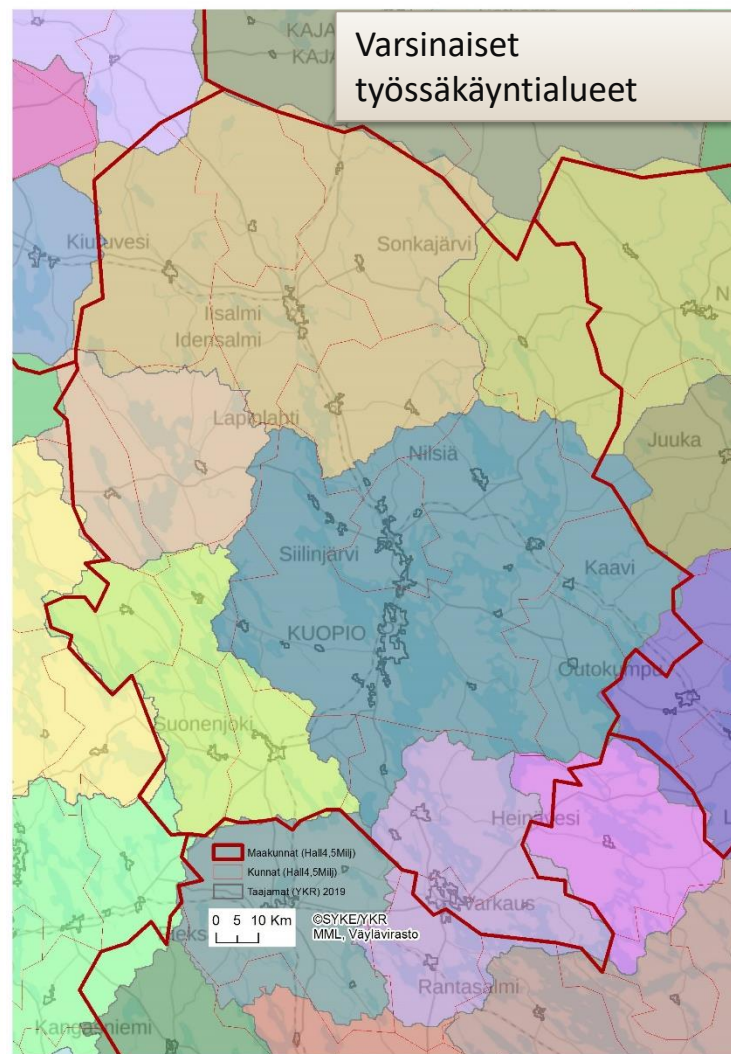 Varsinaiset
työssäkäyntialueet
KAJA
KAJA
Kiuruvesi
Sonkajärvi
Iisalmi
Idensalmi
N
Lapinlahti
Juuka
Nilsiä
Siilinjärvi
Kaavi
KUOPIO
Outokumpu
Suonenjoki
Heinävesi
L
Maakunnat (Hall4,5Milj)
Kunnat (Hall4,5Milj)
Taajamat (YKR) 2019
0 5 10 Km
©SYKE/YKR
MML, Väylävirasto
Varkaus
Rantasalmi
Kangasniemi